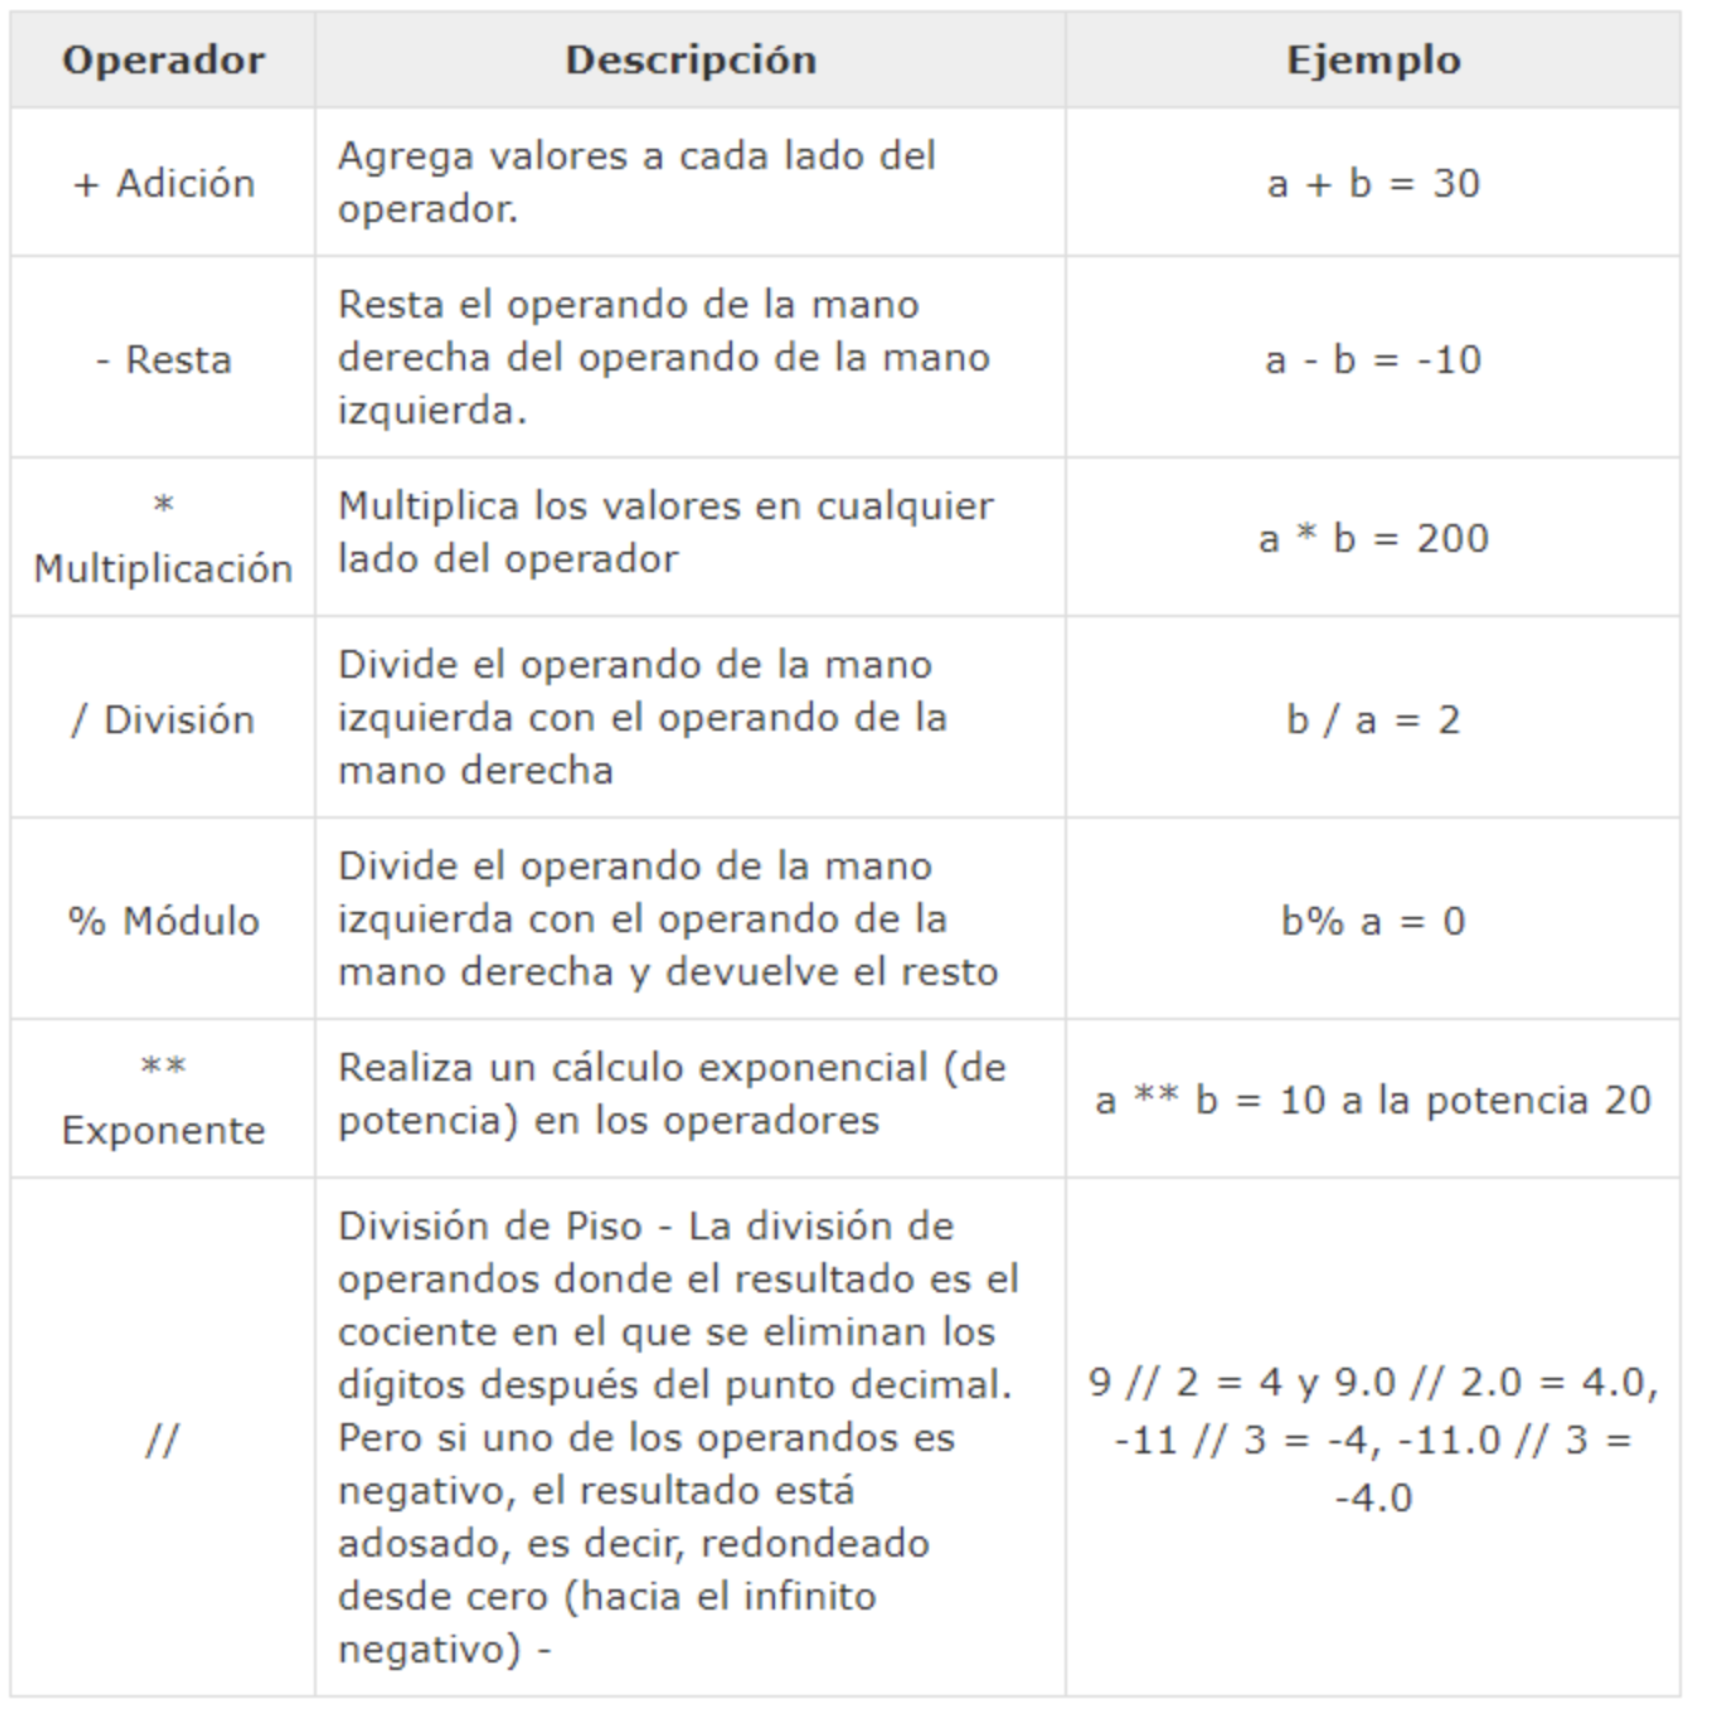 Operador Descripción Ejemplo
+ Adición
Agrega valores a cada lado del
operador.
a + b = 30
- Resta
Resta el operando de la mano
derecha del operando de la mano
izquierda.
a - b = -10
*
Multiplicación
Multiplica los valores en cualquier
lado del operador
a * b = 200
/ División
Divide el operando de la mano
izquierda con el operando de la
mano derecha
b / a = 2
% Módulo
Divide el operando de la mano
izquierda con el operando de la
mano derecha y devuelve el resto
b% a = 0
**
Exponente
Realiza un cálculo exponencial (de
potencia) en los operadores
a ** b = 10 a la potencia 20
//
División de Piso - La división de
operandos donde el resultado es el
cociente en el que se eliminan los
dígitos después del punto decimal.
Pero si uno de los operandos es
negativo, el resultado está
adosado, es decir, redondeado
desde cero (hacia el infinito
negativo) -
9 // 2 = 4 y 9.0 // 2.0 = 4.0,
-11 // 3 = -4, -11.0 // 3 =
-4.0